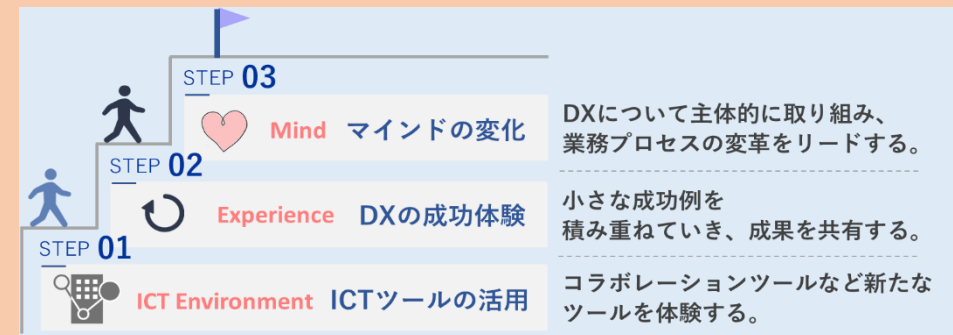 STEP 03
Mind マインドの変化
DXについて主体的に取り組み、
業務プロセスの変革をリードする。
STEP 02
Experience DXの成功体験
小さな成功例を
積み重ねていき、成果を共有する。
STEP 01
ICT Environment ICTツールの活用
コラボレーションツールなど新たな
ツールを体験する。